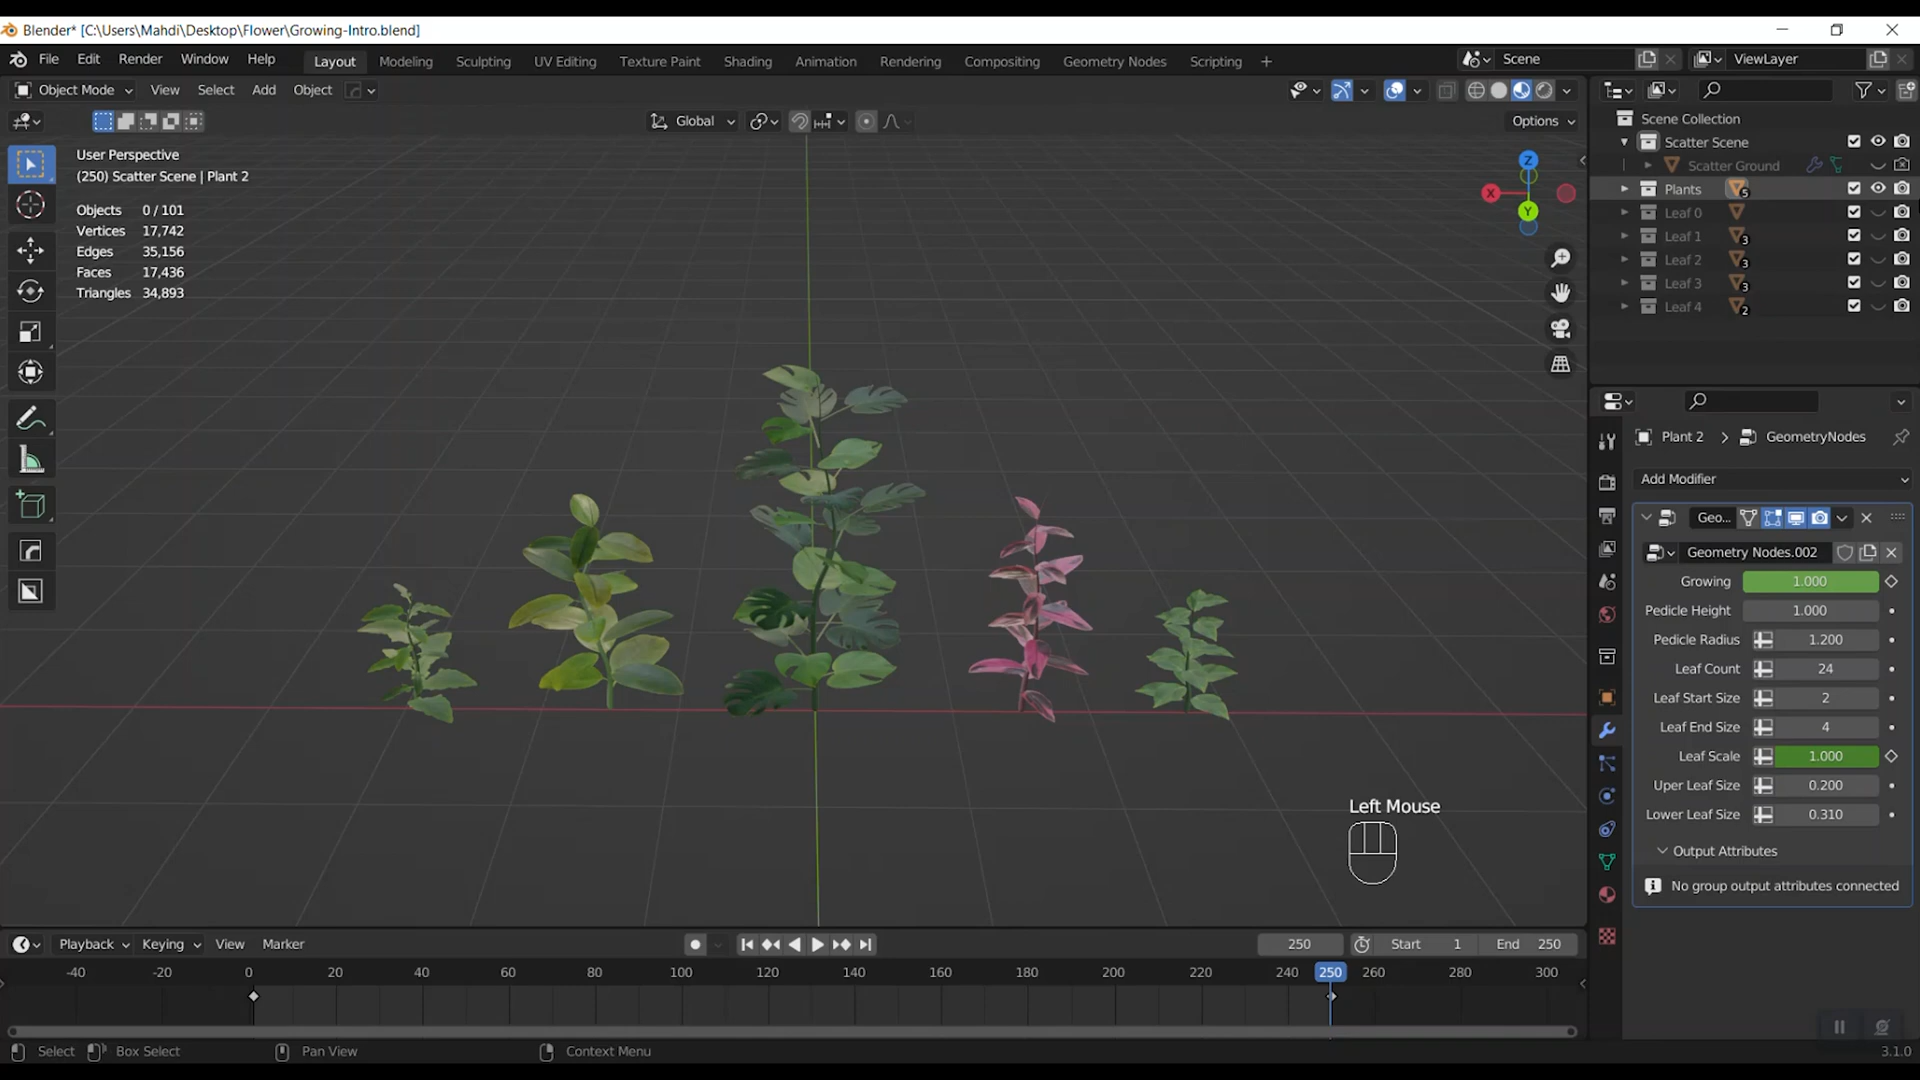 Blender* [C:\Users\Mahdi\Desktop\Flower\Growing-Intro.blend]
File Edit Render Window Help Layout Modeling Sculpting UV Editing Texture Paint Shading Animation Rendering Compositing Geometry Nodes Scripting + Scene ViewLayer
Object Mode View Select Add Object
Global Options
User Perspective
(250) Scatter Scene | Plant 2
Objects 0 / 101
Vertices 17,742
Edges 35,156
Faces 17,436
Triangles 34,893
Z
X
Y
Scene Collection
Scatter Scene
Scatter Ground
Plants 5
Leaf 0
Leaf 1 3
Leaf 2 3
Leaf 3 3
Leaf 4 2
Plant 2 > GeometryNodes
Add Modifier
Geo...
Geometry Nodes.002
Growing 1.000
Pedicle Height 1.000
Pedicle Radius 1.200
Leaf Count 24
Leaf Start Size 2
Leaf End Size 4
Leaf Scale 1.000
Uper Leaf Size 0.200
Lower Leaf Size 0.310
Output Attributes
No group output attributes connected
Left Mouse
Playback Keying View Marker 250 Start 1 End 250
-40 -20 0 20 40 60 80 100 120 140 160 180 200 220 240 250 260 280 300
Select Box Select Pan View Context Menu 3.1.0